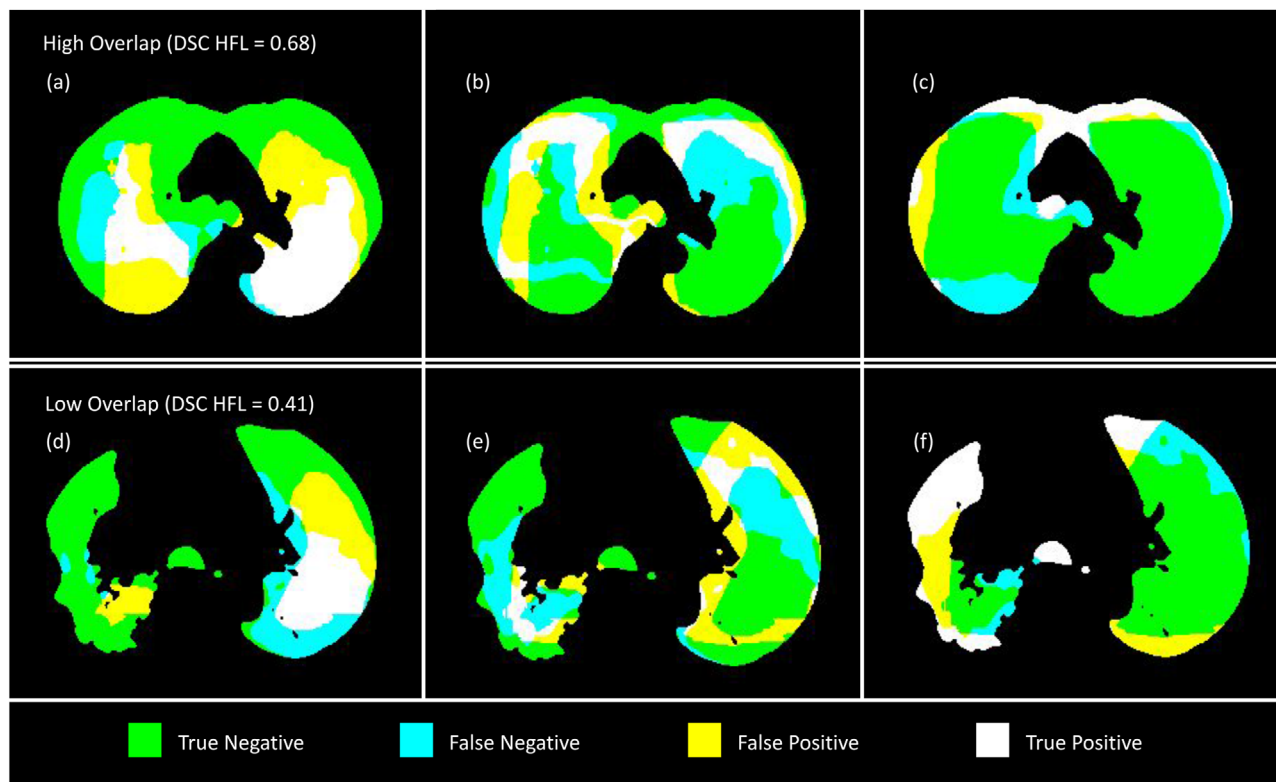 High Overlap (DSC HFL = 0.68)
(a)
(b)
(c)
Low Overlap (DSC HFL = 0.41)
(d)
(e)
(f)
True Negative
False Negative
False Positive
True Positive